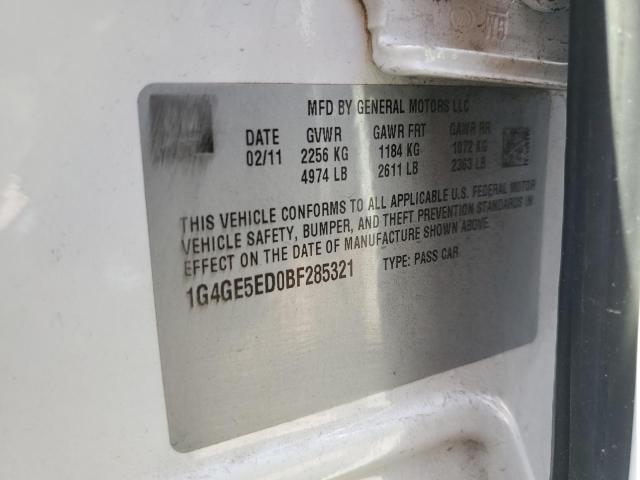 MFD BY GENERAL MOTORS LLC
DATE GVWR GAWR FRT GAWR RR
02/11 2256 KG 1184 KG 1072 KG
4974 LB 2611 LB 2363 LB
THIS VEHICLE CONFORMS TO ALL APPLICABLE U.S. FEDERAL MOTOR
VEHICLE SAFETY, BUMPER, AND THEFT PREVENTION STANDARDS IN
EFFECT ON THE DATE OF MANUFACTURE SHOWN ABOVE.
1G4GE5ED0BF285321 TYPE: PASS CAR